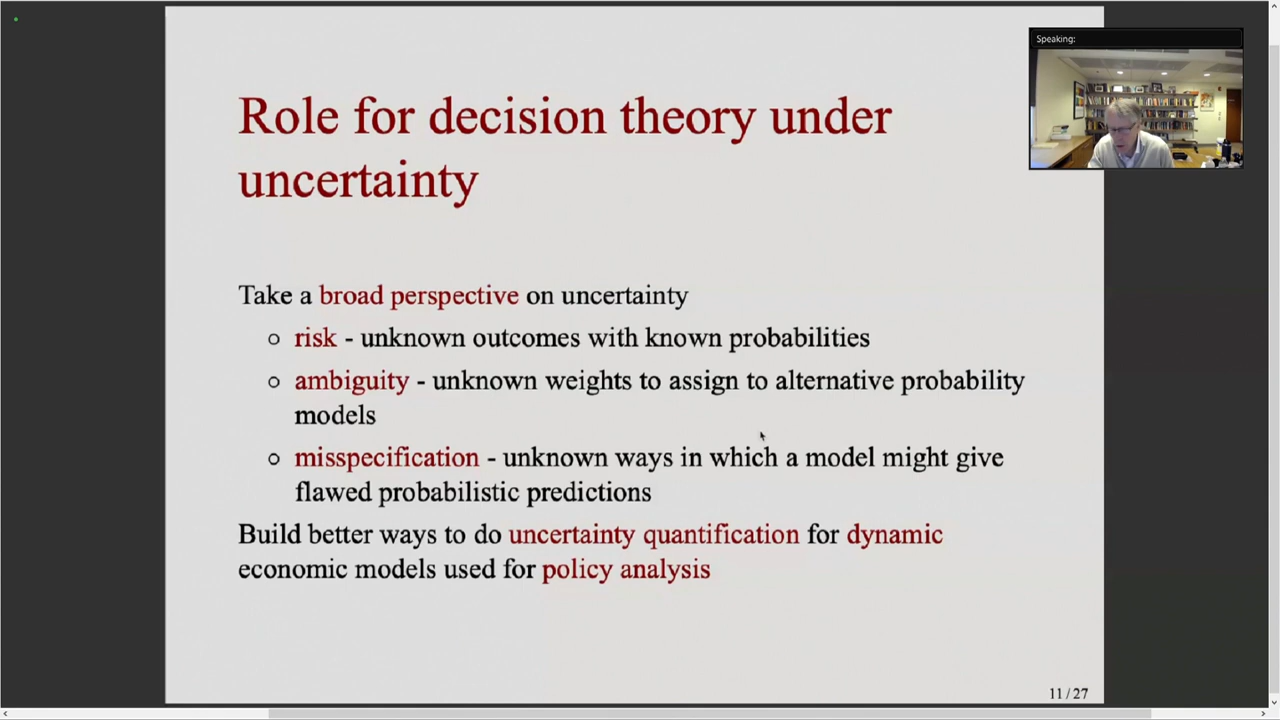 Speaking:
Role for decision theory under
uncertainty
Take a broad perspective on uncertainty
risk - unknown outcomes with known probabilities
ambiguity - unknown weights to assign to alternative probability
models
misspecification - unknown ways in which a model might give
flawed probabilistic predictions
Build better ways to do uncertainty quantification for dynamic
economic models used for policy analysis
11 / 27